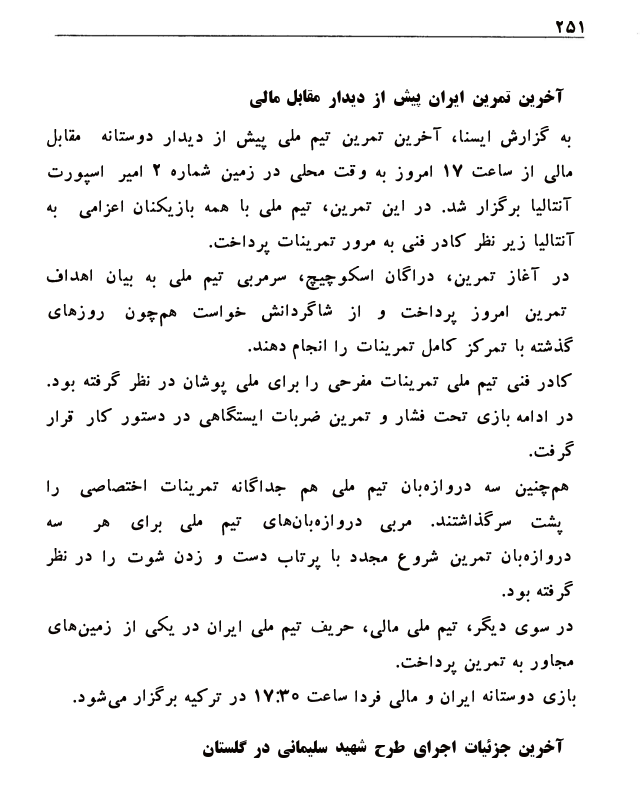 ۲۵۱
آخرین تمرین ایران پیش از دیدار مقابل مالی
به گزارش ایسنا، آخرین تمرین تیم ملی پیش از دیدار دوستانه مقابل
مالی از ساعت ۱۷ امروز به وقت محلی در زمین شماره ۲ امیر اسپورت
آنتالیا برگزار شد. در این تمرین، تیم ملی با همه بازیکنان اعزامی به
آنتالیا زیر نظر کادر فنی به مرور تمرینات پرداخت.
در آغاز تمرین، دراگان اسکوچیچ، سرمربی تیم ملی به بیان اهداف
تمرین امروز پرداخت و از شاگردانش خواست هم‌چون روزهای
گذشته با تمرکز کامل تمرینات را انجام دهند.
کادر فنی تیم ملی تمرینات مفرحی را برای ملی پوشان در نظر گرفته بود.
در ادامه بازی تحت فشار و تمرین ضربات ایستگاهی در دستور کار قرار
گرفت.
هم‌چنین سه دروازه‌بان تیم ملی هم جداگانه تمرینات اختصاصی را
پشت سرگذاشتند. مربی دروازه‌بان‌های تیم ملی برای هر سه
دروازه‌بان تمرین شروع مجدد با پرتاب دست و زدن شوت را در نظر
گرفته بود.
در سوی دیگر، تیم ملی مالی، حریف تیم ملی ایران در یکی از زمین‌های
مجاور به تمرین پرداخت.
بازی دوستانه ایران و مالی فردا ساعت ۱۷:۳۰ در ترکیه برگزار می‌شود.
آخرین جزئیات اجرای طرح شهید سلیمانی در گلستان